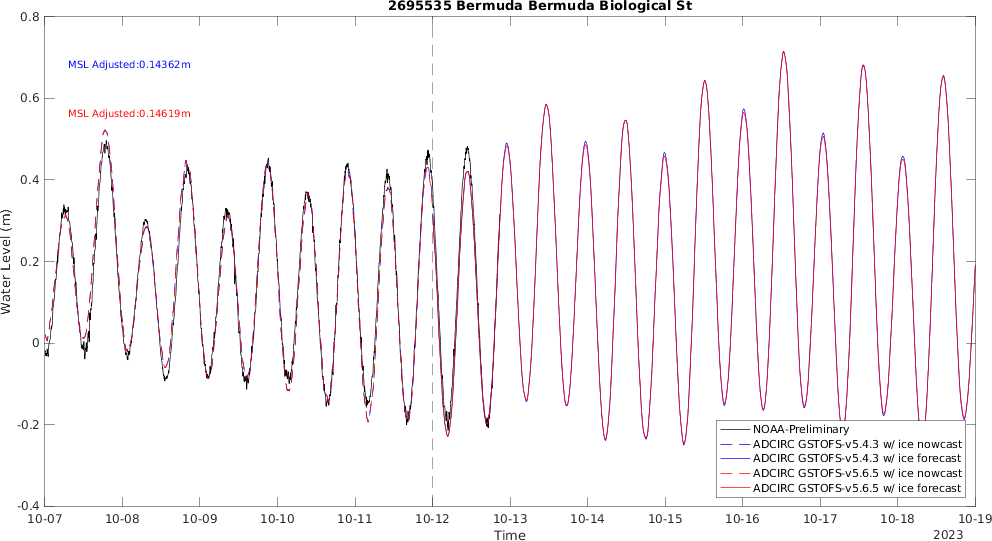 2695535 Bermuda Bermuda Biological St
MSL Adjusted:0.14362m
MSL Adjusted:0.14619m
Water Level (m)
0.8
0.6
0.4
0.2
0
-0.2
-0.4
NOAA-Preliminary
ADCIRC GSTOFS-v5.4.3 w/ ice nowcast
ADCIRC GSTOFS-v5.4.3 w/ ice forecast
ADCIRC GSTOFS-v5.6.5 w/ ice nowcast
ADCIRC GSTOFS-v5.6.5 w/ ice forecast
10-07 10-08 10-09 10-10 10-11 10-12 10-13 10-14 10-15 10-16 10-17 10-18 10-19
Time
2023